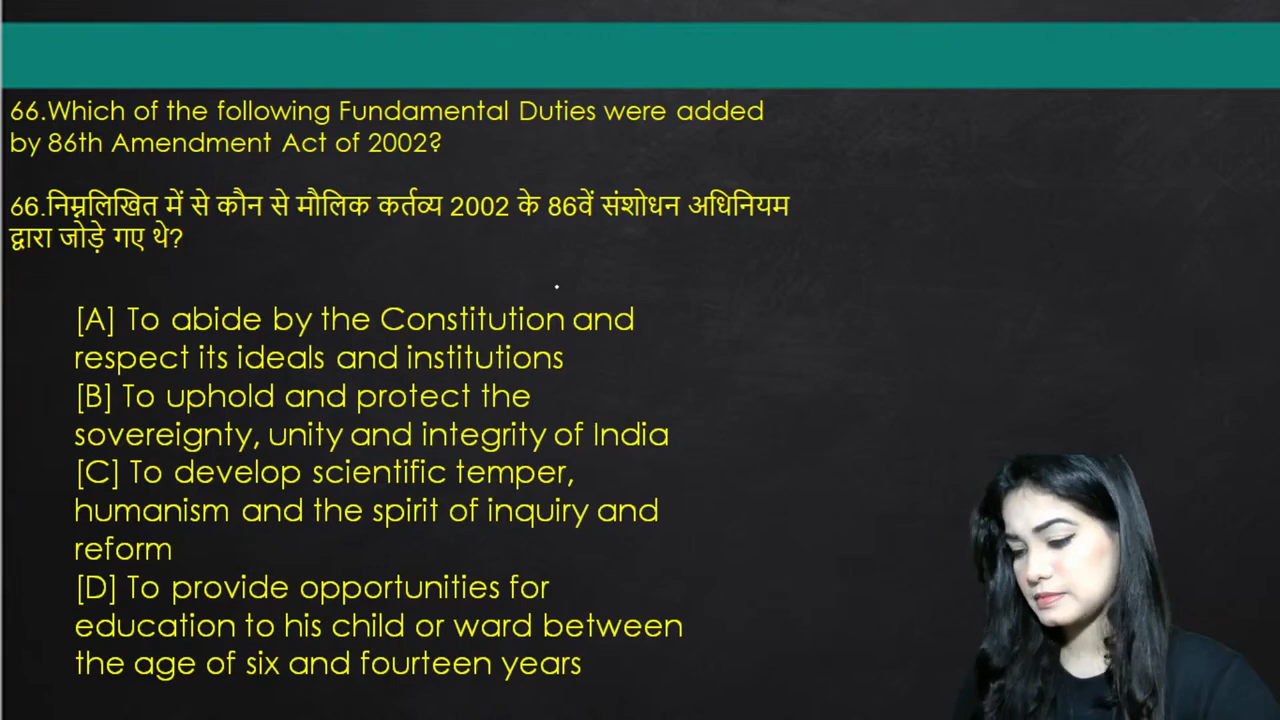 66.Which of the following Fundamental Duties were added
by 86th Amendment Act of 2002?
66.निम्नलिखित में से कौन से मौलिक कर्तव्य 2002 के 86वें संशोधन अधिनियम
द्वारा जोड़े गए थे?
[A] To abide by the Constitution and
respect its ideals and institutions
[B] To uphold and protect the
sovereignty, unity and integrity of India
[C] To develop scientific temper,
humanism and the spirit of inquiry and
reform
[D] To provide opportunities for
education to his child or ward between
the age of six and fourteen years